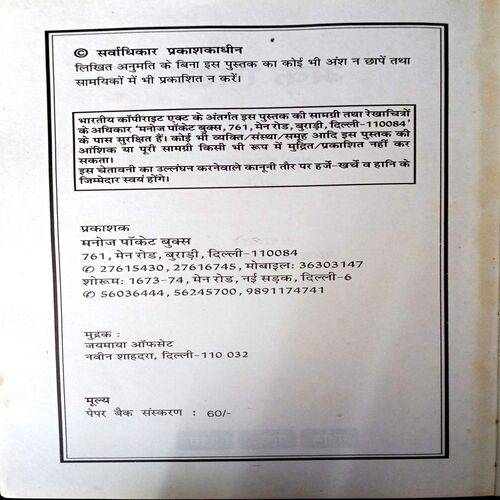 © सर्वाधिकार प्रकाशकाधीन
लिखित अनुमति के बिना इस पुस्तक का कोई भी अंश न छापें तथा
सामयिकों में भी प्रकाशित न करें।
भारतीय कॉपीराइट एक्ट के अंतर्गत इस पुस्तक की सामग्री तथा रेखाचित्रों
के अधिकार 'मनोज पॉकेट बुक्स, 761, मेन रोड, बुराड़ी, दिल्ली-110084'
के पास सुरक्षित हैं। कोई भी व्यक्ति/संस्था/समूह आदि इस पुस्तक की
आंशिक या पूरी सामग्री किसी भी रूप में मुद्रित/प्रकाशित नहीं कर
सकता।
इस चेतावनी का उल्लंघन करनेवाले कानूनी तौर पर हर्जे-खर्चे व हानि के
जिम्मेदार स्वयं होंगे।
प्रकाशक
मनोज पॉकेट बुक्स
761, मेन रोड, बुराड़ी, दिल्ली-110084
✆ 27615430, 27616745, मोबाइल: 36303147
शोरूम: 1673-74, मेन रोड, नई सड़क, दिल्ली-6
✆ 56036444, 56245700, 9891174741
मुद्रक :
जयमाया ऑफसेट
नवीन शाहदरा, दिल्ली-110 032
मूल्य
पेपर बैक संस्करण : 60/-